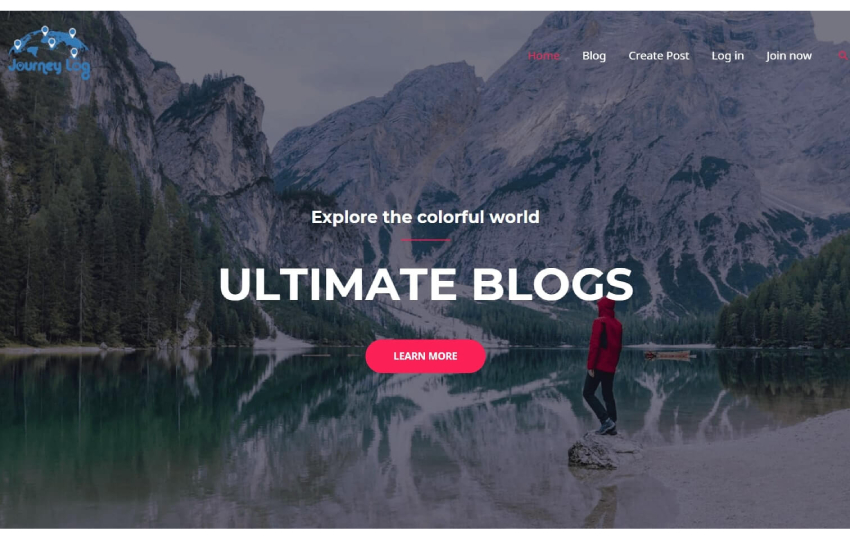 Journey Log
Home
Blog
Create Post
Log in
Join now
Explore the colorful world
ULTIMATE BLOGS
LEARN MORE